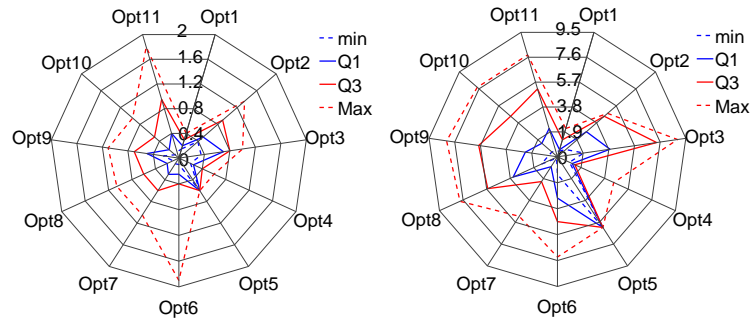 Opt11
2
Opt1
min
Q1
Q3
Max
1.6
1.2
0.8
0.4
0
Opt10
Opt2
Opt9
Opt3
Opt8
Opt4
Opt7
Opt5
Opt6
Opt11
9.5
Opt1
min
Q1
Q3
Max
7.6
5.7
3.8
1.9
0
Opt10
Opt2
Opt9
Opt3
Opt8
Opt4
Opt7
Opt5
Opt6